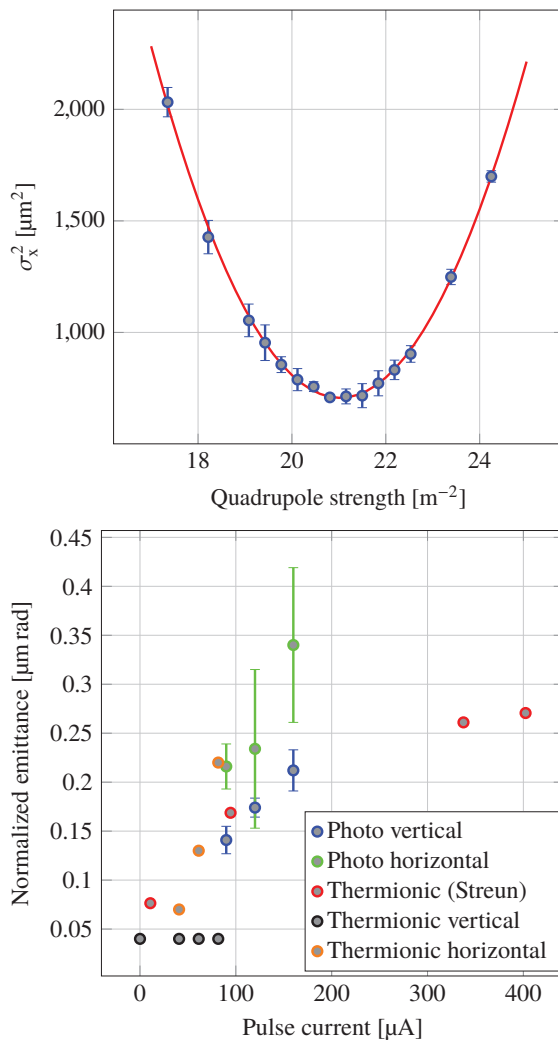 2,000
1,500
1,000
σ²ₓ [µm²]
18 20 22 24
Quadrupole strength [m⁻²]
0.45
0.4
0.35
0.3
0.25
0.2
0.15
0.1
0.05
Normalized emittance [µm rad]
Photo vertical
Photo horizontal
Thermionic (Streun)
Thermionic vertical
Thermionic horizontal
0 100 200 300 400
Pulse current [µA]